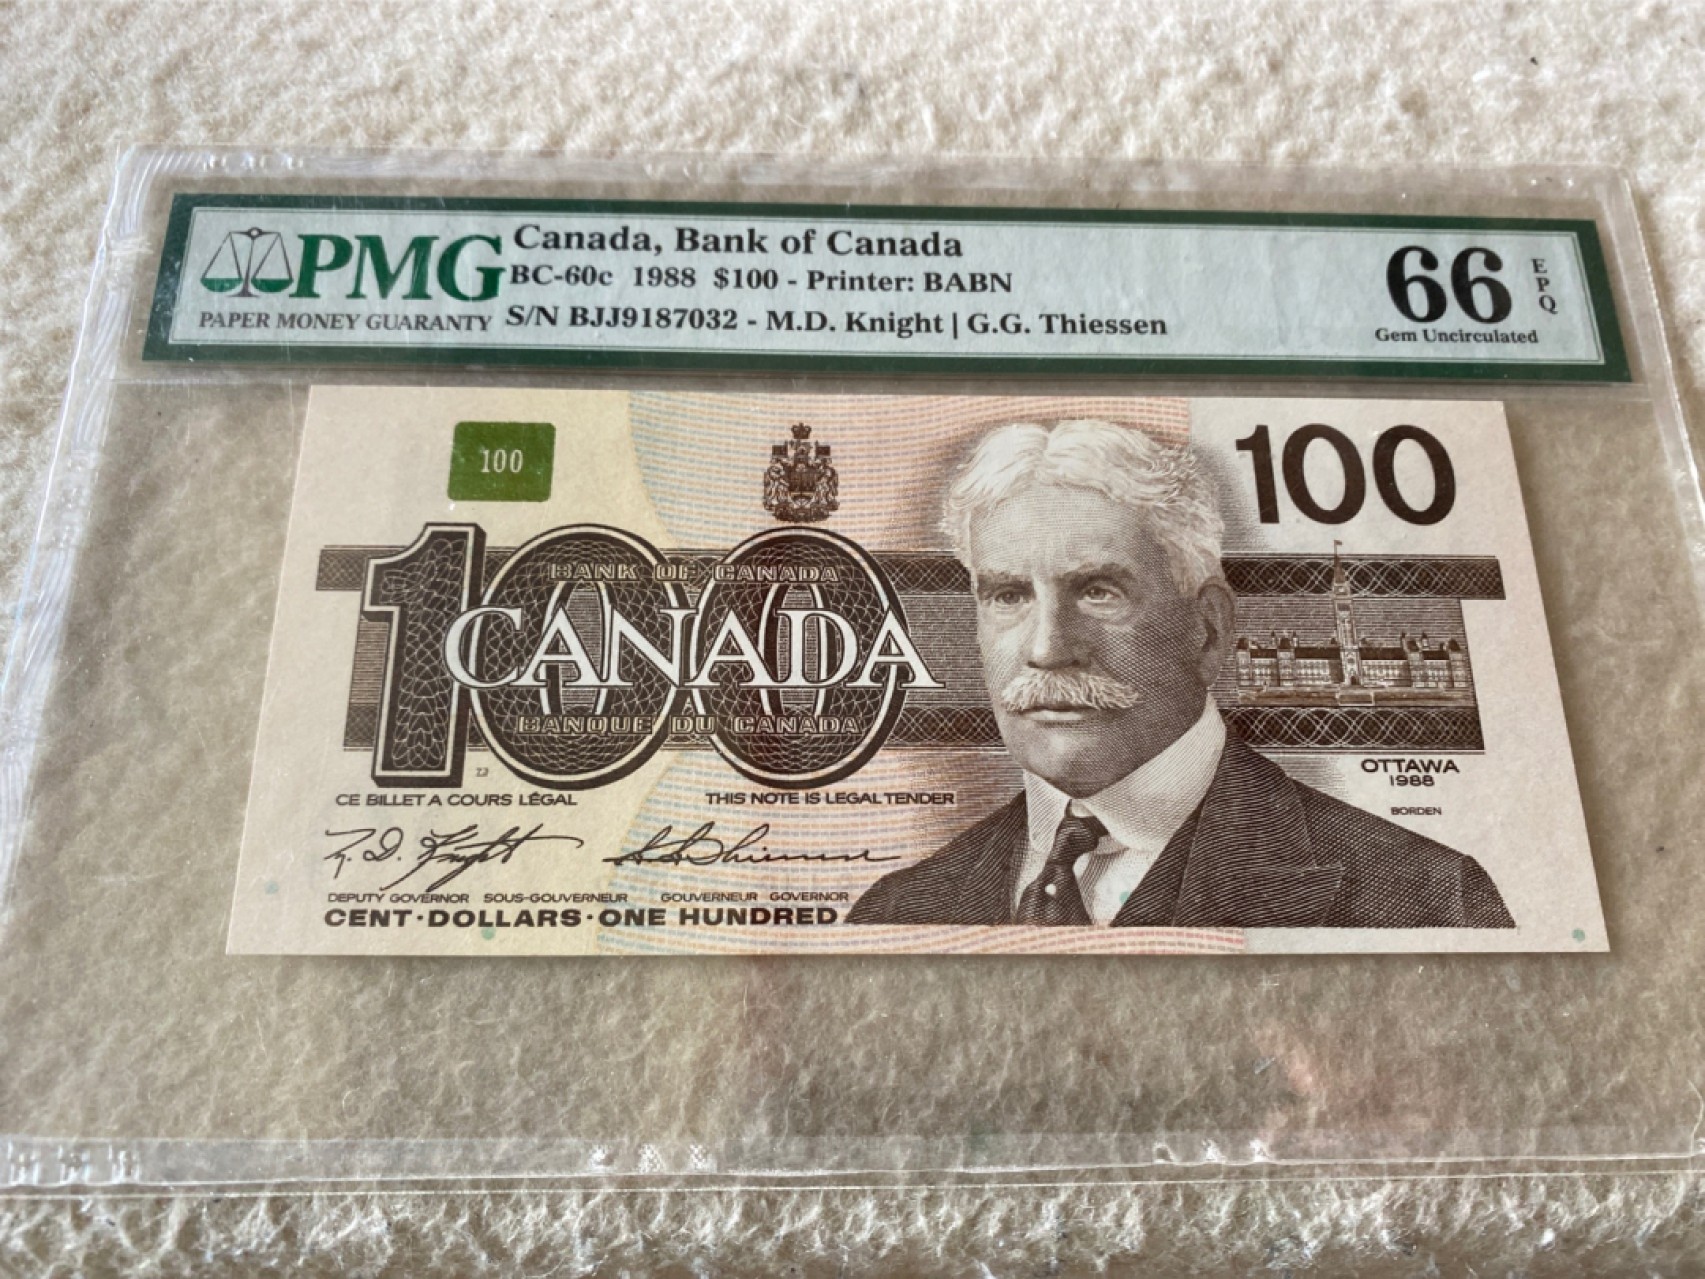 PMG
PAPER MONEY GUARANTY
Canada, Bank of Canada
BC-60c 1988 $100 - Printer: BABN
S/N BJJ9187032 - M.D. Knight | G.G. Thiessen
66
EPQ
Gem Uncirculated
100
100
100
BANK OF CANADA
CANADA
BANQUE DU CANADA
OTTAWA
1988
BORDEN
CE BILLET A COURS LÉGAL THIS NOTE IS LEGAL TENDER
DEPUTY GOVERNOR SOUS-GOUVERNEUR GOUVERNEUR GOVERNOR
CENT·DOLLARS·ONE HUNDRED